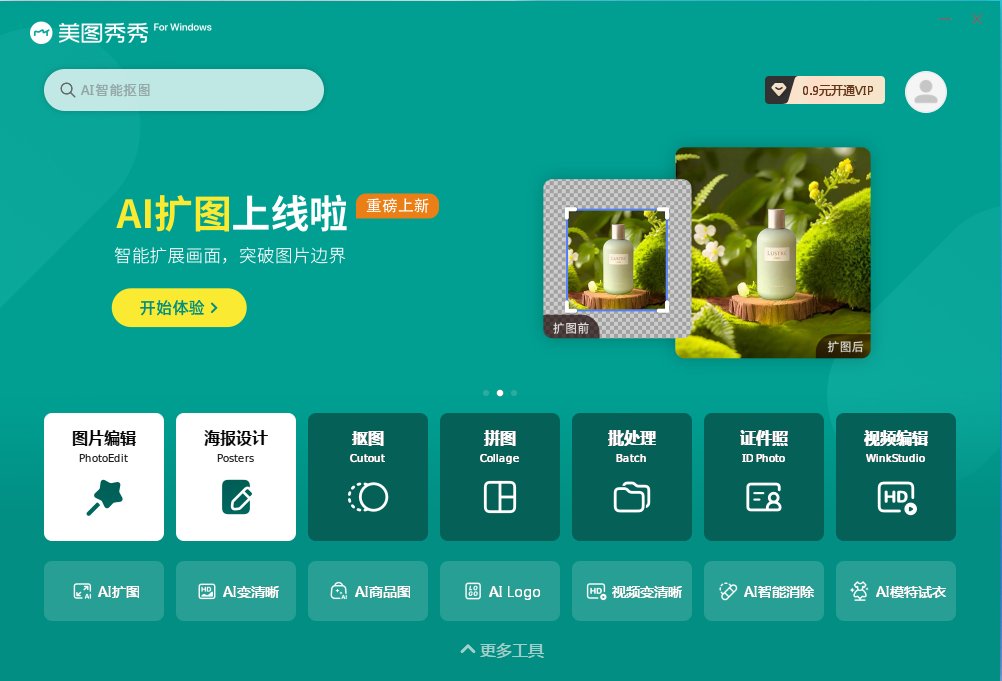 美图秀秀 For Windows
AI智能抠图
0.9元开通VIP
AI扩图上线啦 重磅上新
智能扩展画面，突破图片边界
开始体验
扩图前
扩图后
LUSTRE
图片编辑
PhotoEdit
海报设计
Posters
抠图
Cutout
拼图
Collage
批处理
Batch
证件照
ID Photo
视频编辑
WinkStudio
HD
AI扩图
AI变清晰
AI商品图
AI Logo
视频变清晰
AI智能消除
AI模特试衣
更多工具